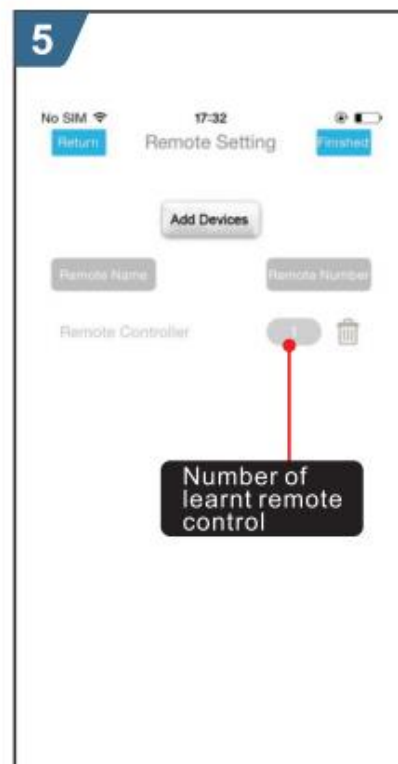 5
No SIM 17:32
Return Remote Setting Finished
Add Devices
Remote Name Remote Number
Remote Controller 1
Number of
learnt remote
control